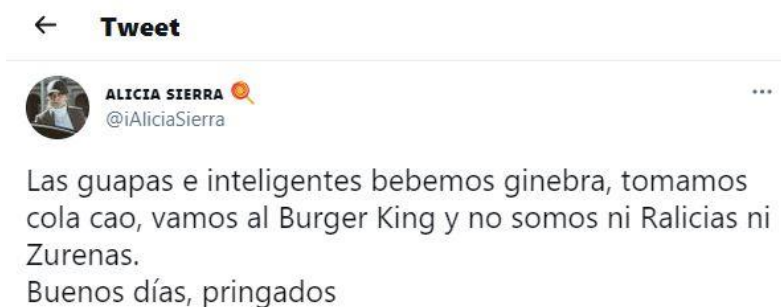 Tweet
ALICIA SIERRA
@iAliciaSierra
Las guapas e inteligentes bebemos ginebra, tomamos
cola cao, vamos al Burger King y no somos ni Ralicias ni
Zurenas.
Buenos días, pringados